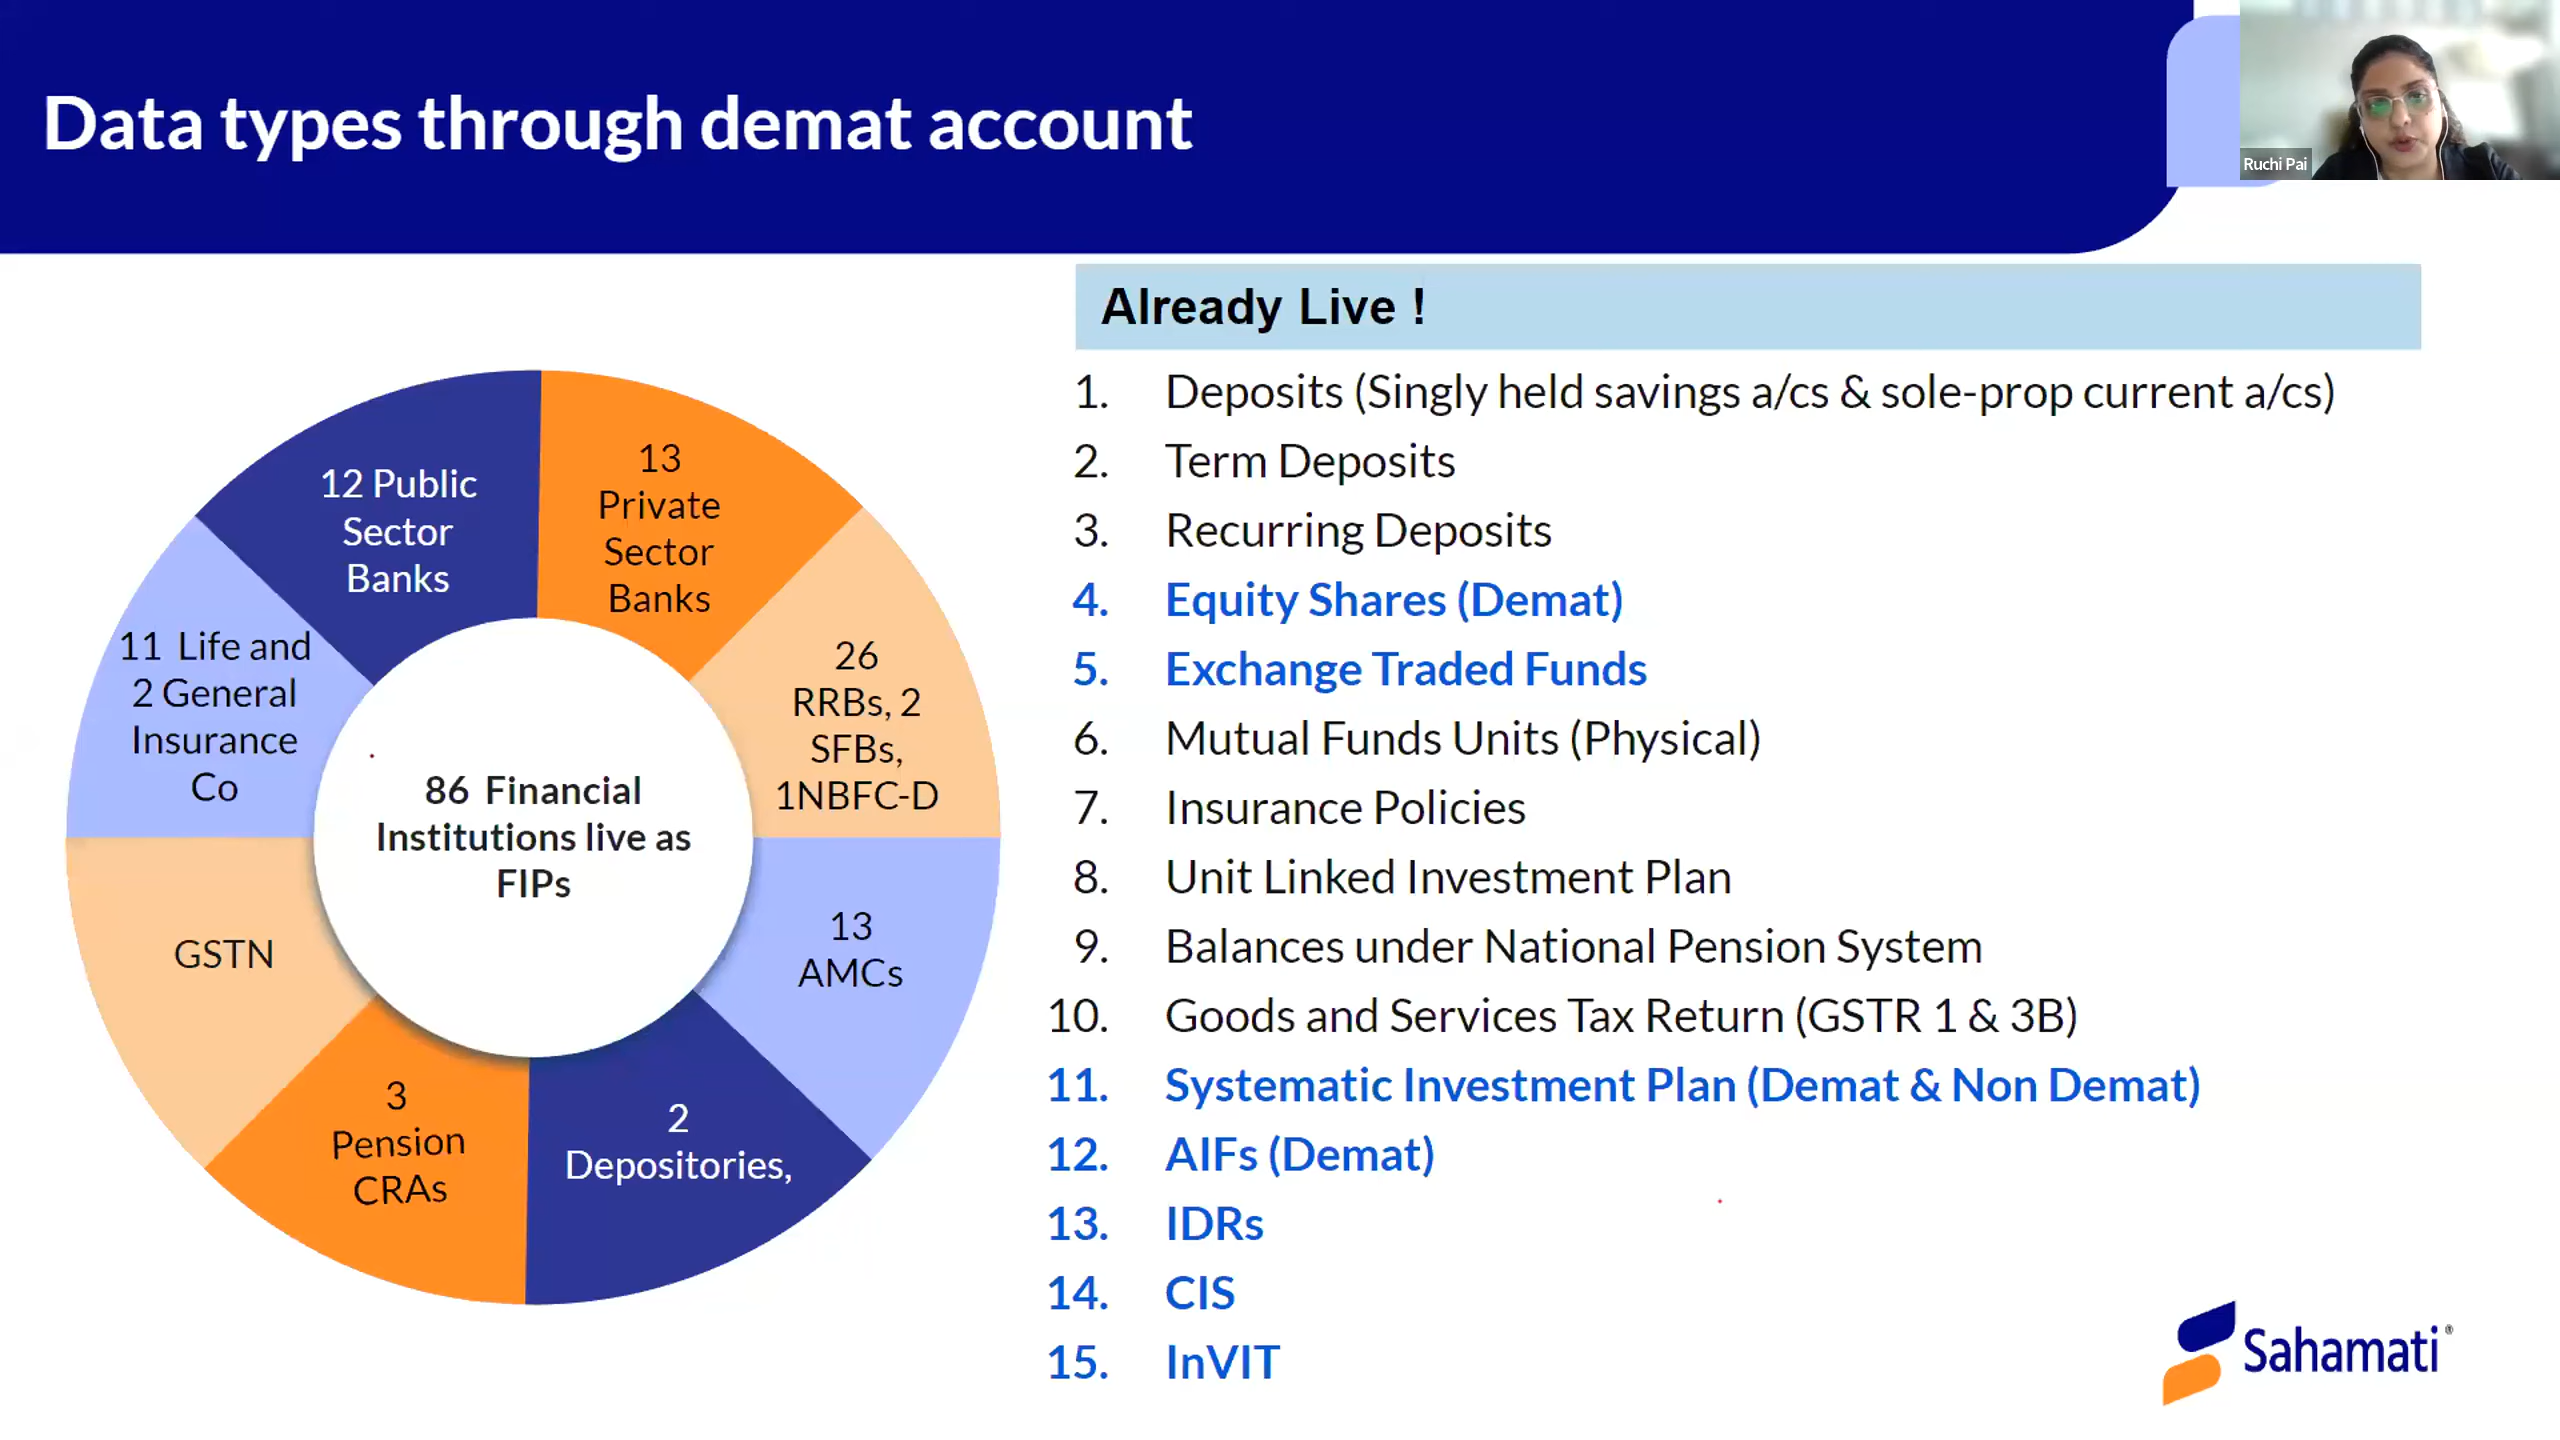 Data types through demat account
Ruchi Pai
Already Live !
12 Public
Sector
Banks
13
Private
Sector
Banks
26
RRBs, 2
SFBs,
1NBFC-D
13
AMCs
2
Depositories,
3
Pension
CRAs
GSTN
11 Life and
2 General
Insurance
Co
86 Financial
Institutions live as
FIPs
1. Deposits (Singly held savings a/cs & sole-prop current a/cs)
2. Term Deposits
3. Recurring Deposits
4. Equity Shares (Demat)
5. Exchange Traded Funds
6. Mutual Funds Units (Physical)
7. Insurance Policies
8. Unit Linked Investment Plan
9. Balances under National Pension System
10. Goods and Services Tax Return (GSTR 1 & 3B)
11. Systematic Investment Plan (Demat & Non Demat)
12. AIFs (Demat)
13. IDRs
14. CIS
15. InVIT
Sahamati®